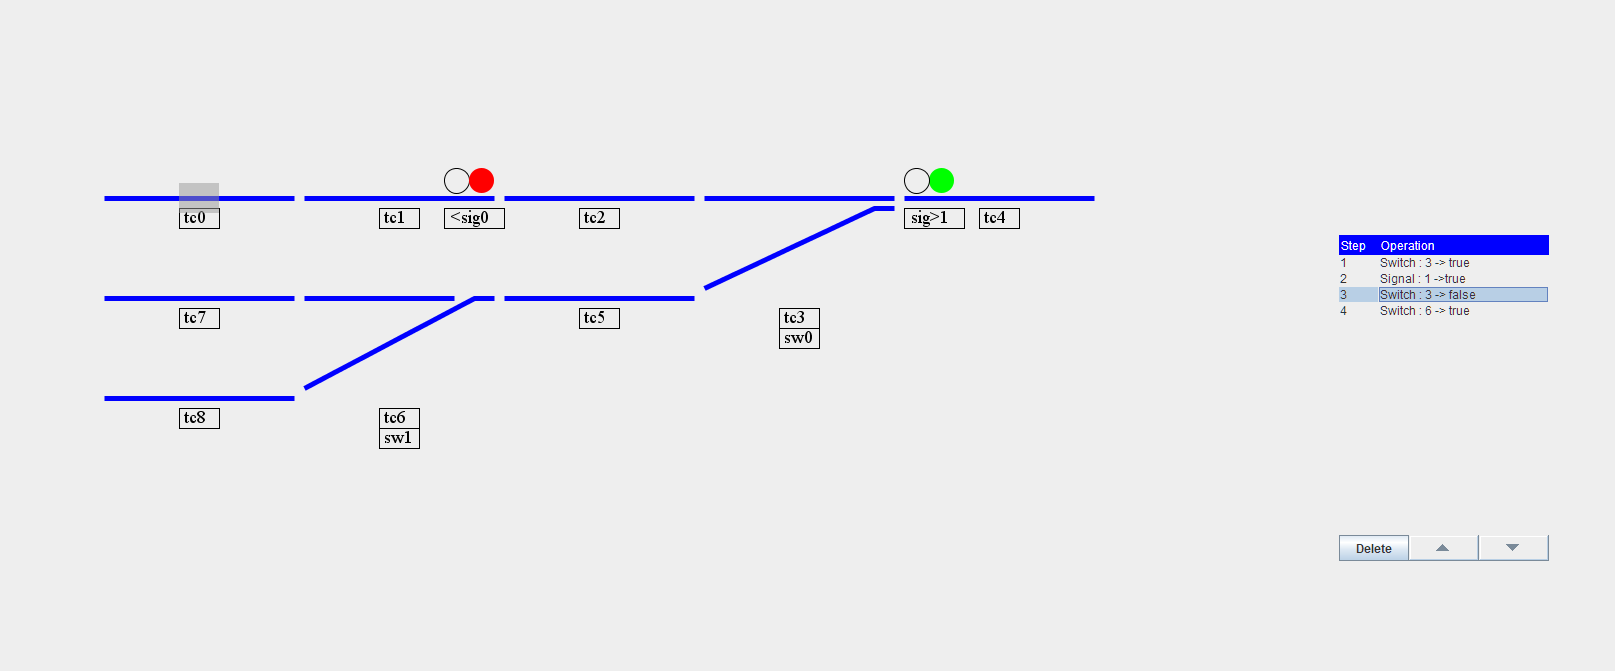 tc0
tc1
<sig0
tc2
sig>1
tc4
Step Operation
1 Switch : 3 -> true
2 Signal : 1 ->true
3 Switch : 3 -> false
4 Switch : 6 -> true
tc7
tc5
tc3
sw0
tc8
tc6
sw1
Delete